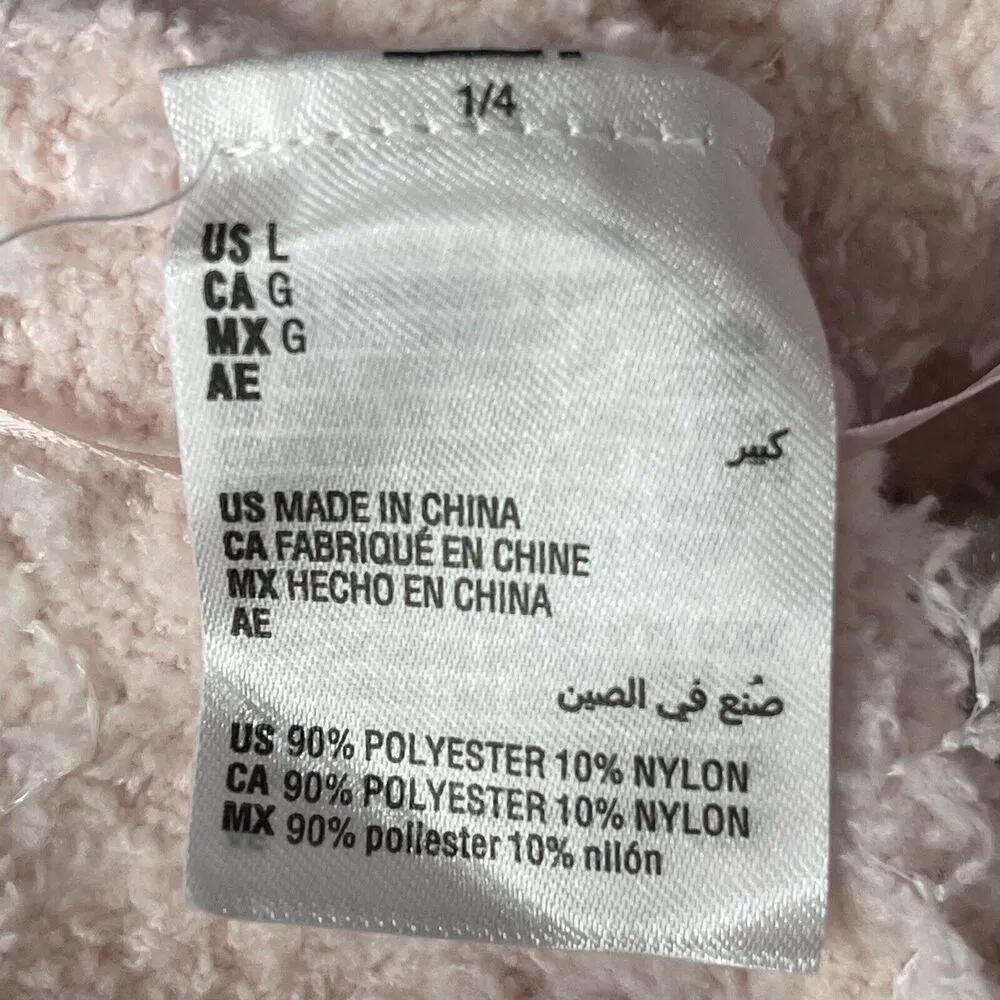 1/4
US L
CA G
MX G
AE
كبير
US MADE IN CHINA
CA FABRIQUÉ EN CHINE
MX HECHO EN CHINA
AE
صُنع في الصين
US 90% POLYESTER 10% NYLON
CA 90% POLYESTER 10% NYLON
MX 90% poliester 10% nilón